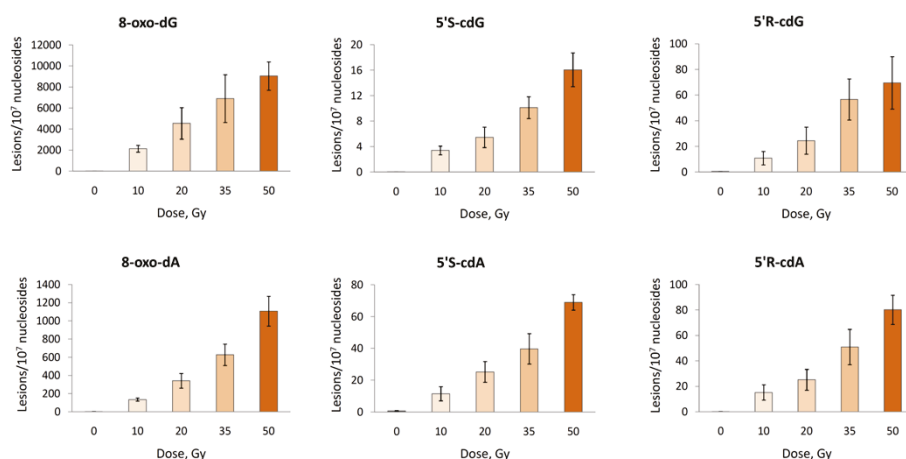 8-oxo-dG
Lesions/10⁷ nucleosides
12000
10000
8000
6000
4000
2000
0
0 10 20 35 50
Dose, Gy
5'S-cdG
Lesions/10⁷ nucleosides
20
16
12
8
4
0
0 10 20 35 50
Dose, Gy
5'R-cdG
Lesions/10⁷ nucleosides
100
80
60
40
20
0
0 10 20 35 50
Dose, Gy
8-oxo-dA
Lesions/10⁷ nucleosides
1400
1200
1000
800
600
400
200
0
0 10 20 35 50
Dose, Gy
5'S-cdA
Lesions/10⁷ nucleosides
80
60
40
20
0
0 10 20 35 50
Dose, Gy
5'R-cdA
Lesions/10⁷ nucleosides
100
80
60
40
20
0
0 10 20 35 50
Dose, Gy